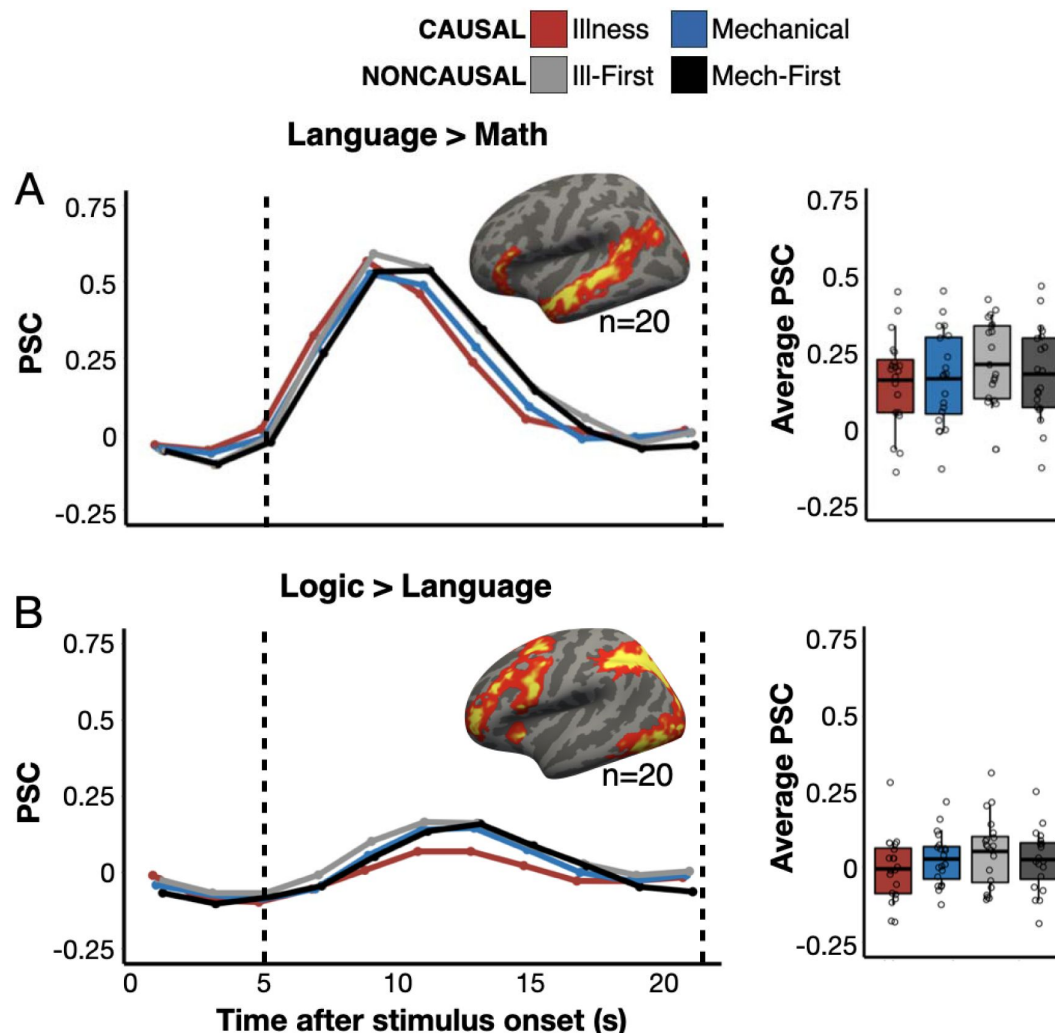 CAUSAL Illness Mechanical
NONCAUSAL Ill-First Mech-First
Language > Math
A
PSC
0.75
0.5
0.25
0
-0.25
n=20
Average PSC
0.75
0.5
0.25
0
-0.25
Logic > Language
B
PSC
0.75
0.5
0.25
0
-0.25
n=20
0 5 10 15 20
Time after stimulus onset (s)
Average PSC
0.75
0.5
0.25
0
-0.25